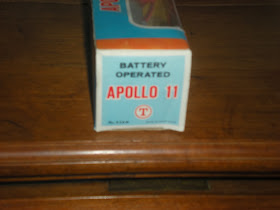 BATTERY
OPERATED
APOLLO 11
T